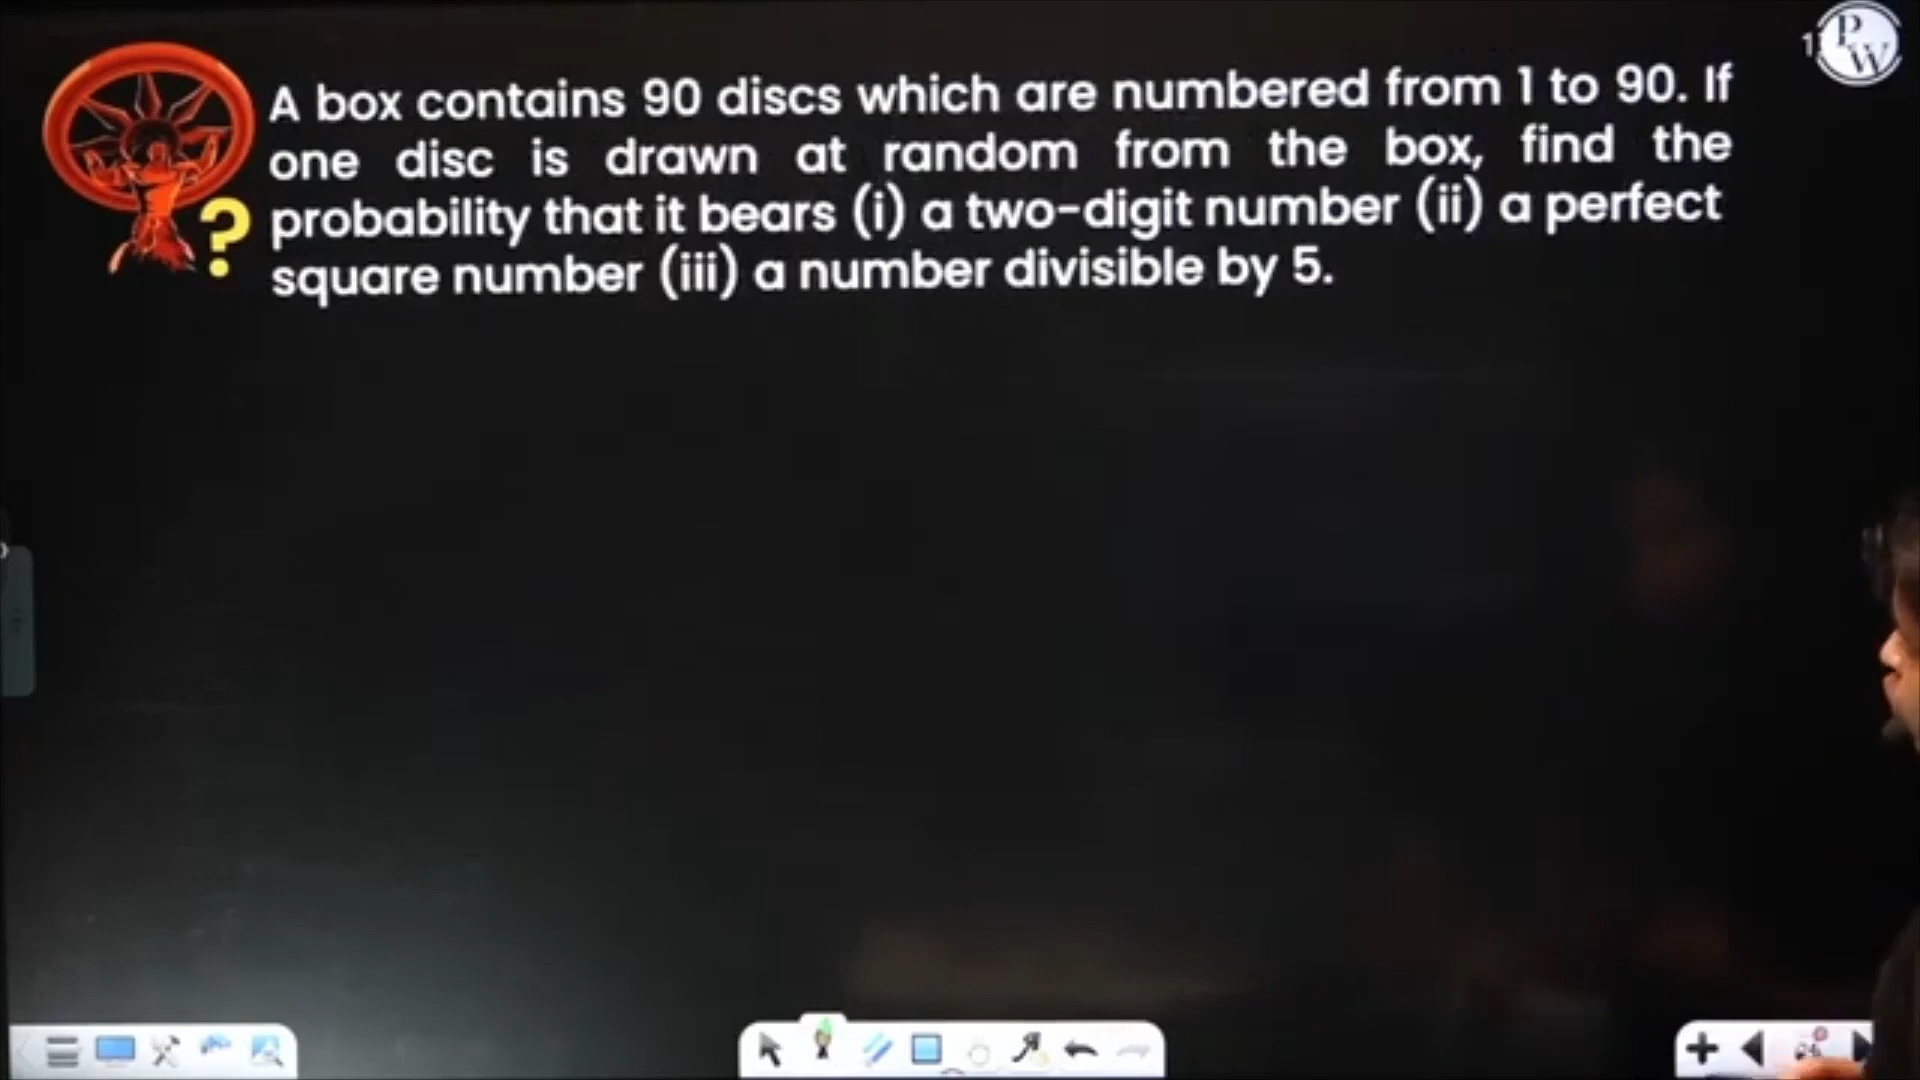 A box contains 90 discs which are numbered from 1 to 90. If
one disc is drawn at random from the box, find the
probability that it bears (i) a two-digit number (ii) a perfect
square number (iii) a number divisible by 5.
?
PW